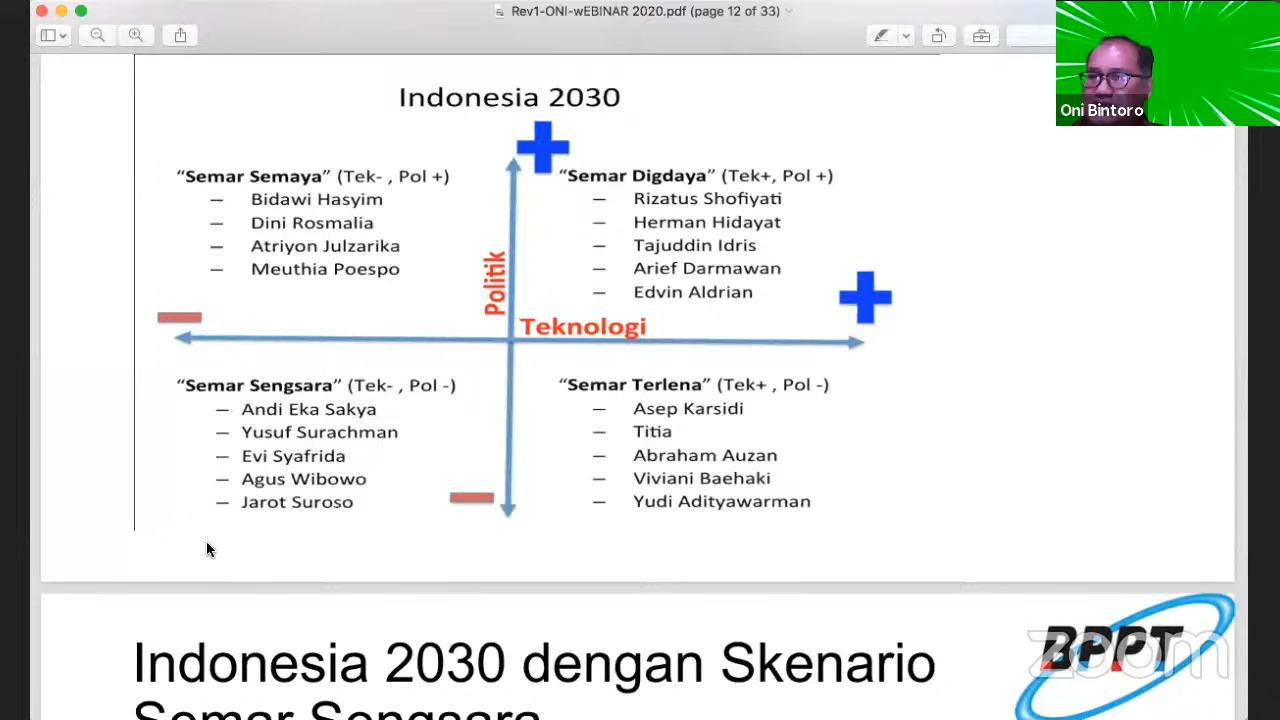 Rev1-ONI-wEBINAR 2020.pdf (page 12 of 33)
Oni Bintoro
Indonesia 2030
“Semar Semaya” (Tek- , Pol +)
– Bidawi Hasyim
– Dini Rosmalia
– Atriyon Julzarika
– Meuthia Poespo
“Semar Digdaya” (Tek+, Pol +)
– Rizatus Shofiyati
– Herman Hidayat
– Tajuddin Idris
– Arief Darmawan
– Edvin Aldrian
Politik
Teknologi
“Semar Sengsara” (Tek- , Pol -)
– Andi Eka Sakya
– Yusuf Surachman
– Evi Syafrida
– Agus Wibowo
– Jarot Suroso
“Semar Terlena” (Tek+ , Pol -)
– Asep Karsidi
– Titia
– Abraham Auzan
– Viviani Baehaki
– Yudi Adityawarman
Indonesia 2030 dengan Skenario
Semar Sengsara
BPPT
zoom